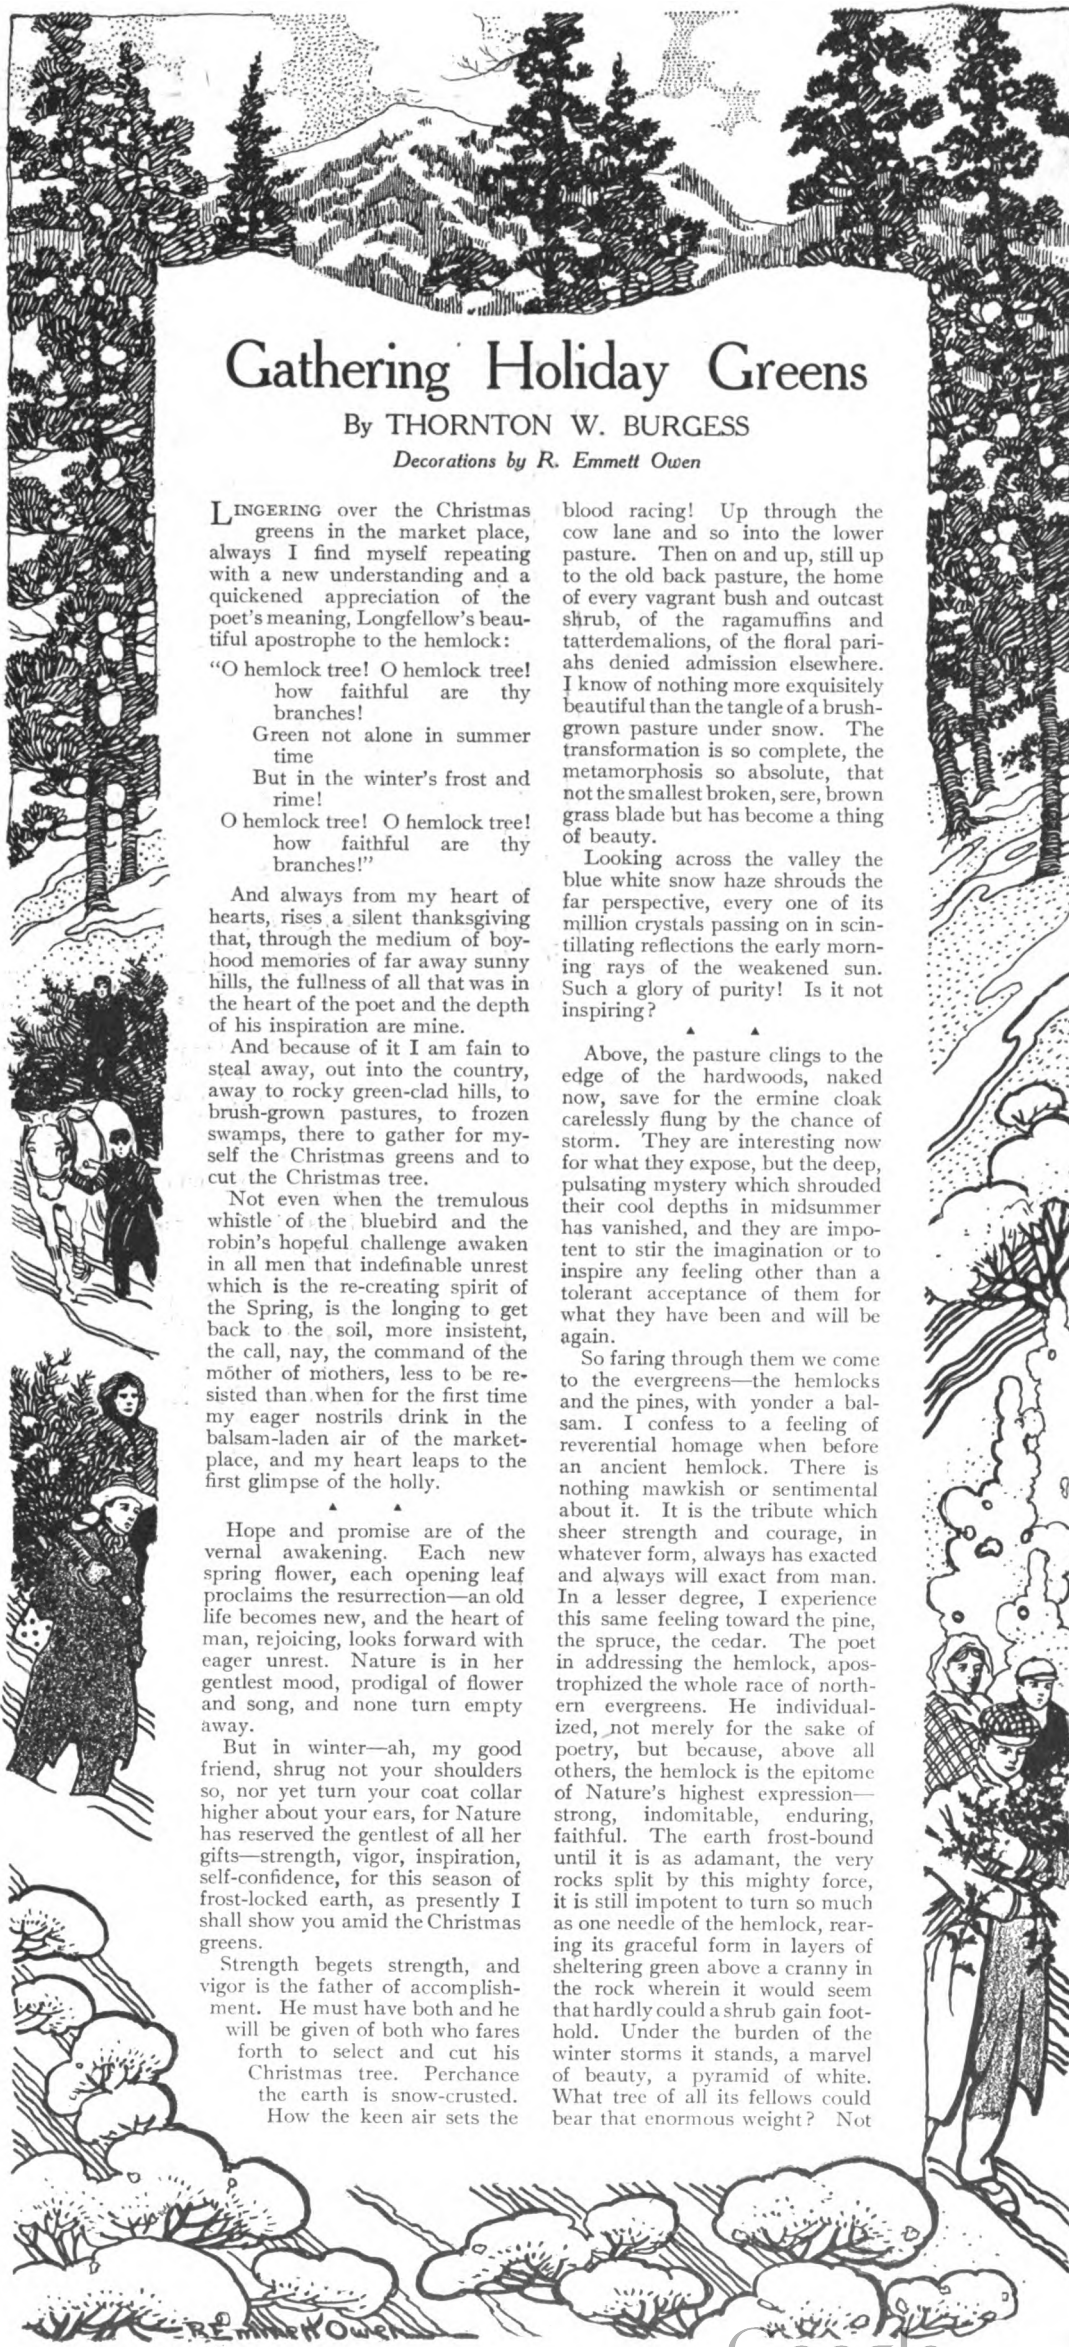 Gathering Holiday Greens
By THORNTON W. BURGESS
Decorations by R. Emmett Owen
LINGERING over the Christmas
greens in the market place,
always I find myself repeating
with a new understanding and a
quickened appreciation of the
poet's meaning, Longfellow's beau-
tiful apostrophe to the hemlock:
"O hemlock tree! O hemlock tree!
how faithful are thy
branches!
Green not alone in summer
time
But in the winter's frost and
rime!
O hemlock tree! O hemlock tree!
how faithful are thy
branches!"
And always from my heart of
hearts, rises a silent thanksgiving
that, through the medium of boy-
hood memories of far away sunny
hills, the fullness of all that was in
the heart of the poet and the depth
of his inspiration are mine.
And because of it I am fain to
steal away, out into the country,
away to rocky green-clad hills, to
brush-grown pastures, to frozen
swamps, there to gather for my-
self the Christmas greens and to
cut the Christmas tree.
Not even when the tremulous
whistle of the bluebird and the
robin's hopeful challenge awaken
in all men that indefinable unrest
which is the re-creating spirit of
the Spring, is the longing to get
back to the soil, more insistent,
the call, nay, the command of the
mother of mothers, less to be re-
sisted than when for the first time
my eager nostrils drink in the
balsam-laden air of the market-
place, and my heart leaps to the
first glimpse of the holly.
▲ ▲
Hope and promise are of the
vernal awakening. Each new
spring flower, each opening leaf
proclaims the resurrection—an old
life becomes new, and the heart of
man, rejoicing, looks forward with
eager unrest. Nature is in her
gentlest mood, prodigal of flower
and song, and none turn empty
away.
But in winter—ah, my good
friend, shrug not your shoulders
so, nor yet turn your coat collar
higher about your ears, for Nature
has reserved the gentlest of all her
gifts—strength, vigor, inspiration,
self-confidence, for this season of
frost-locked earth, as presently I
shall show you amid the Christmas
greens.
Strength begets strength, and
vigor is the father of accomplish-
ment. He must have both and he
will be given of both who fares
forth to select and cut his
Christmas tree. Perchance
the earth is snow-crusted.
How the keen air sets the
blood racing! Up through the
cow lane and so into the lower
pasture. Then on and up, still up
to the old back pasture, the home
of every vagrant bush and outcast
shrub, of the ragamuffins and
tatterdemalions, of the floral pari-
ahs denied admission elsewhere.
I know of nothing more exquisitely
beautiful than the tangle of a brush-
grown pasture under snow. The
transformation is so complete, the
metamorphosis so absolute, that
not the smallest broken, sere, brown
grass blade but has become a thing
of beauty.
Looking across the valley the
blue white snow haze shrouds the
far perspective, every one of its
million crystals passing on in scin-
tillating reflections the early morn-
ing rays of the weakened sun.
Such a glory of purity! Is it not
inspiring?
▲ ▲
Above, the pasture clings to the
edge of the hardwoods, naked
now, save for the ermine cloak
carelessly flung by the chance of
storm. They are interesting now
for what they expose, but the deep,
pulsating mystery which shrouded
their cool depths in midsummer
has vanished, and they are impo-
tent to stir the imagination or to
inspire any feeling other than a
tolerant acceptance of them for
what they have been and will be
again.
So faring through them we come
to the evergreens—the hemlocks
and the pines, with yonder a bal-
sam. I confess to a feeling of
reverential homage when before
an ancient hemlock. There is
nothing mawkish or sentimental
about it. It is the tribute which
sheer strength and courage, in
whatever form, always has exacted
and always will exact from man.
In a lesser degree, I experience
this same feeling toward the pine,
the spruce, the cedar. The poet
in addressing the hemlock, apos-
trophized the whole race of north-
ern evergreens. He individual-
ized, not merely for the sake of
poetry, but because, above all
others, the hemlock is the epitome
of Nature's highest expression—
strong, indomitable, enduring,
faithful. The earth frost-bound
until it is as adamant, the very
rocks split by this mighty force,
it is still impotent to turn so much
as one needle of the hemlock, rear-
ing its graceful form in layers of
sheltering green above a cranny in
the rock wherein it would seem
that hardly could a shrub gain foot-
hold. Under the burden of the
winter storms it stands, a marvel
of beauty, a pyramid of white.
What tree of all its fellows could
bear that enormous weight? Not
R. Emmett Owen